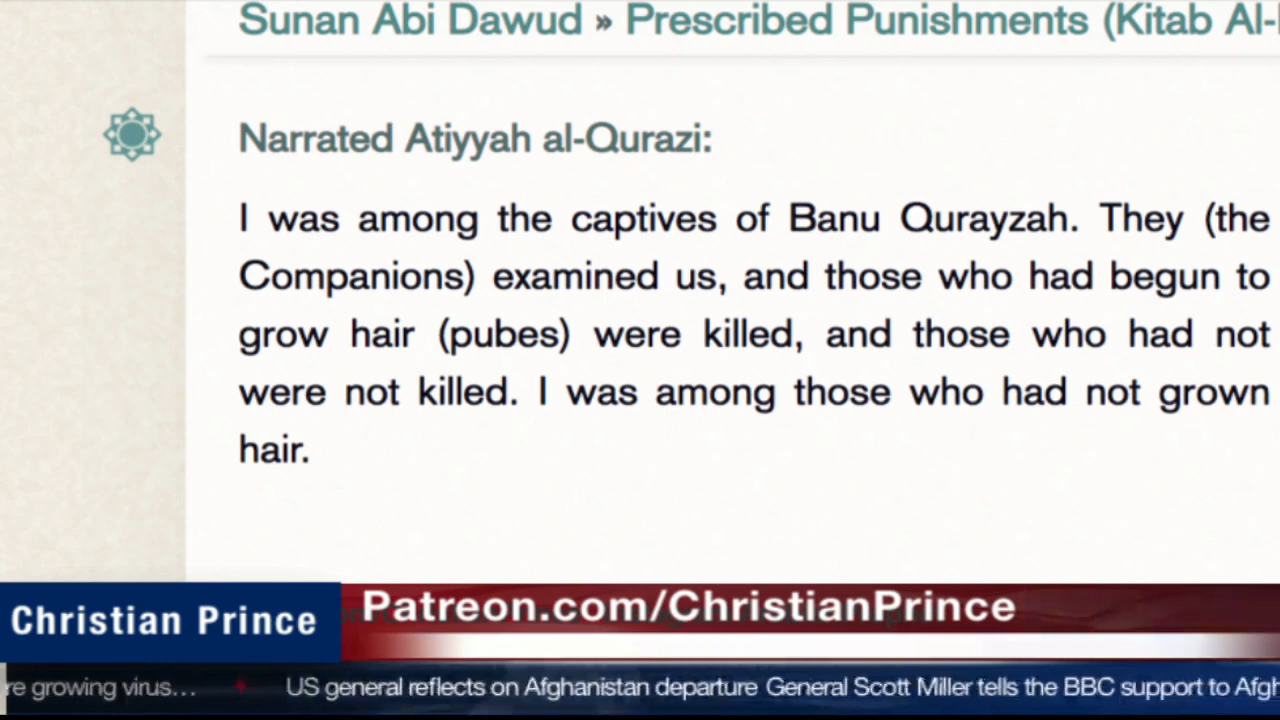 Sunan Abi Dawud » Prescribed Punishments (Kitab Al-
Narrated Atiyyah al-Qurazi:
I was among the captives of Banu Qurayzah. They (the
Companions) examined us, and those who had begun to
grow hair (pubes) were killed, and those who had not
were not killed. I was among those who had not grown
hair.
Christian Prince
Patreon.com/ChristianPrince
re growing virus... US general reflects on Afghanistan departure General Scott Miller tells the BBC support to Afgh